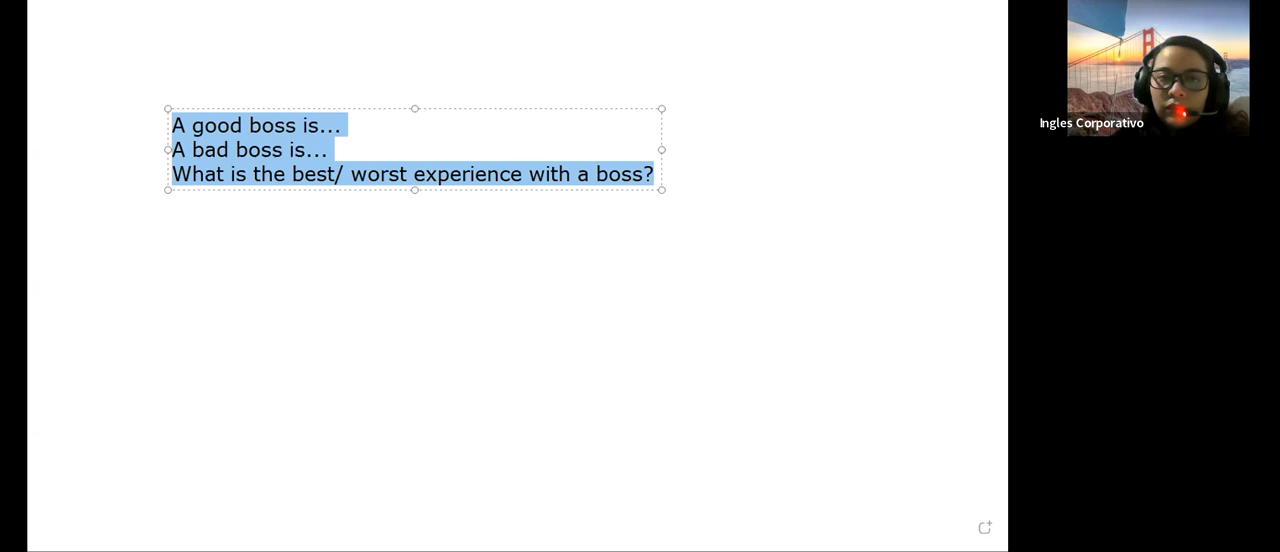 A good boss is...
A bad boss is...
What is the best/ worst experience with a boss?
Ingles Corporativo